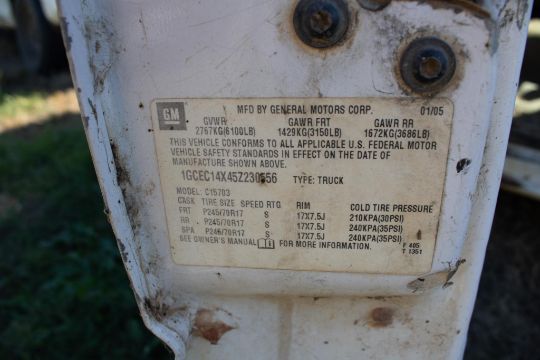 GM MFD BY GENERAL MOTORS CORP. 01/05
GVWR GAWR FRT GAWR RR
2767KG(6100LB) 1429KG(3150LB) 1672KG(3686LB)
THIS VEHICLE CONFORMS TO ALL APPLICABLE U.S. FEDERAL MOTOR
VEHICLE SAFETY STANDARDS IN EFFECT ON THE DATE OF
MANUFACTURE SHOWN ABOVE.
TYPE: TRUCK
MODEL: C15703
TIRE SIZE SPEED RTG RIM COLD TIRE PRESSURE
FRT P245/70R17 S 17X7.5J 210KPA(30PSI)
RR P245/70R17 S 17X7.5J 240KPA(35PSI)
SPA P245/70R17 S 17X7.5J 240KPA(35PSI)
SEE OWNER'S MANUAL FOR MORE INFORMATION.
F 405
T 1351